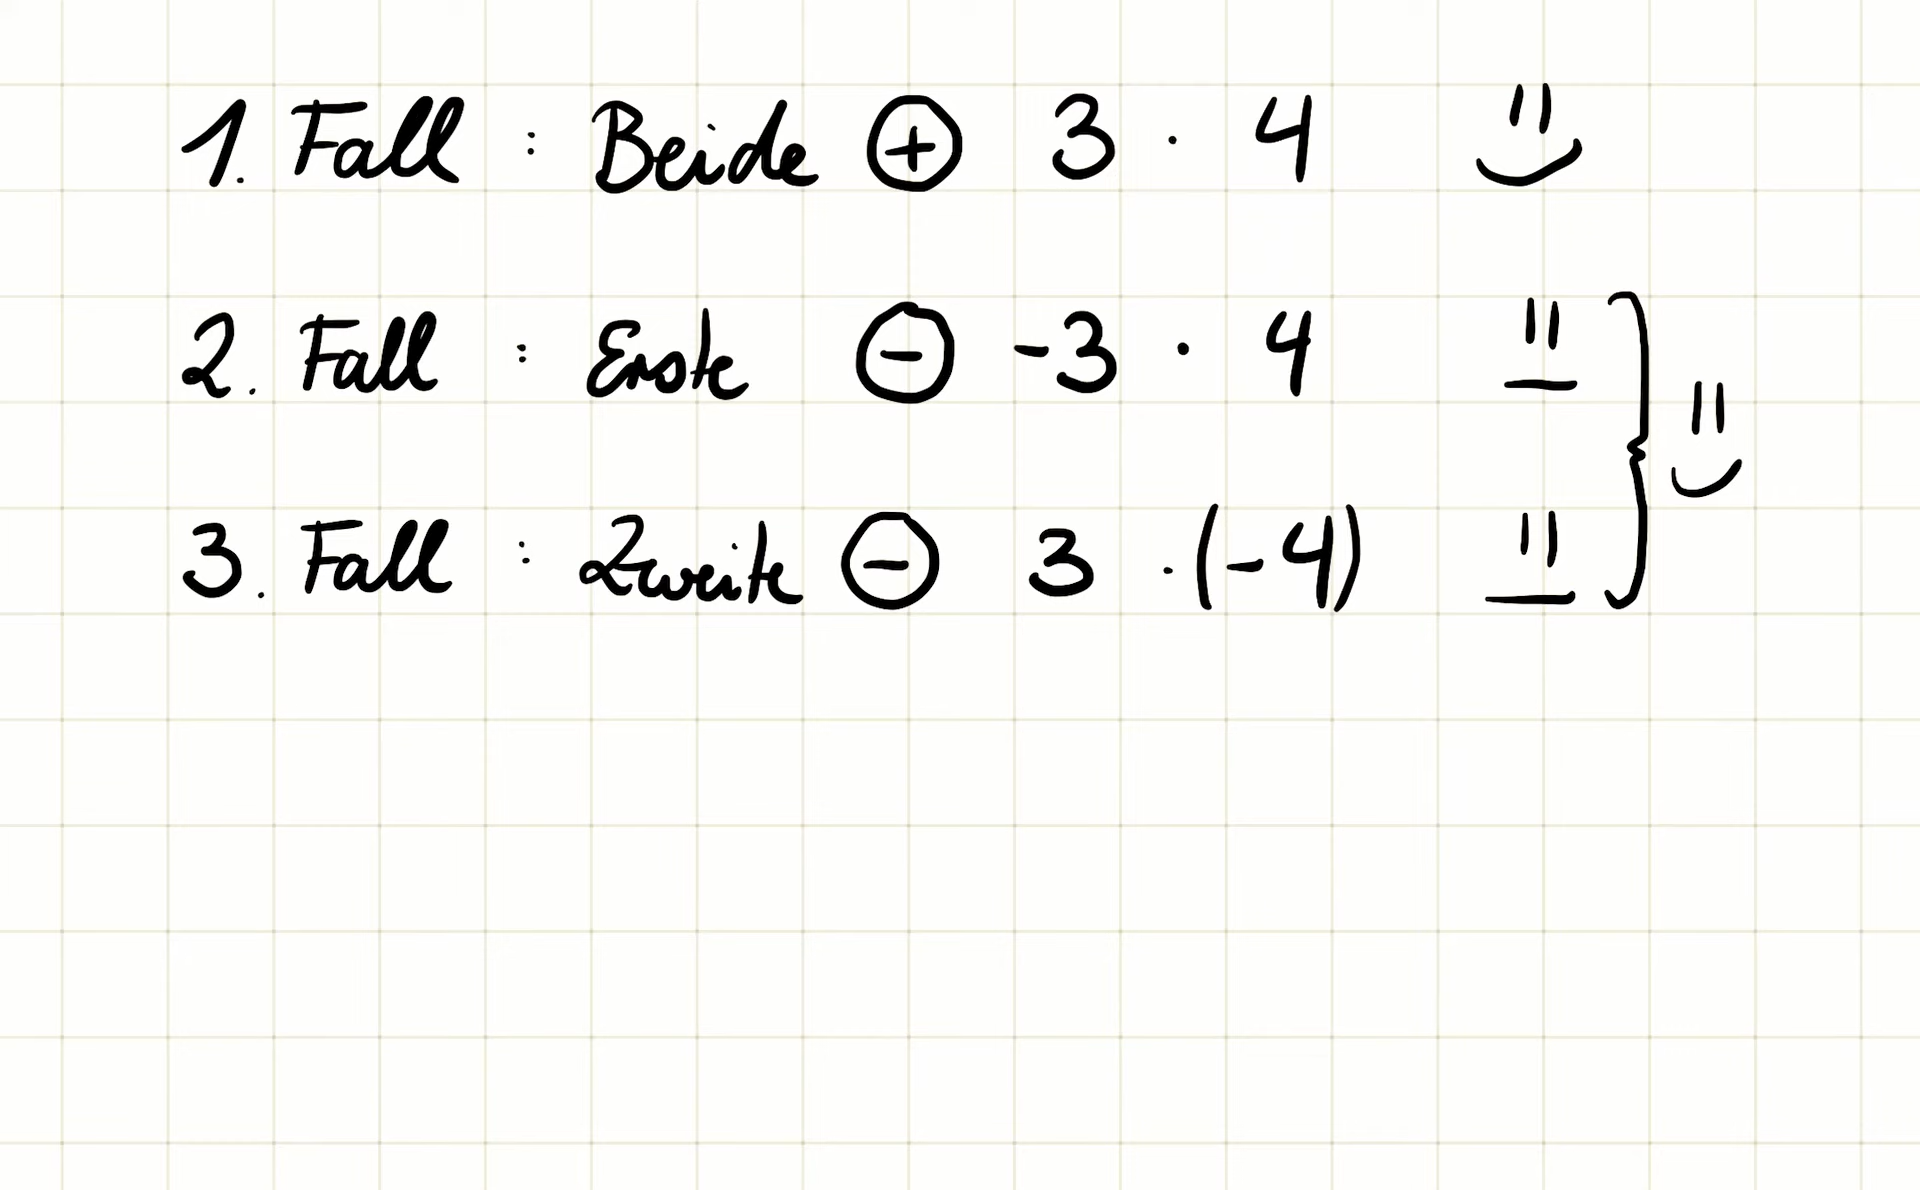 1. Fall : Beide ⊕ 3 · 4
2. Fall : Erste ⊖ -3 · 4
3. Fall : Zweite ⊖ 3 · (-4)